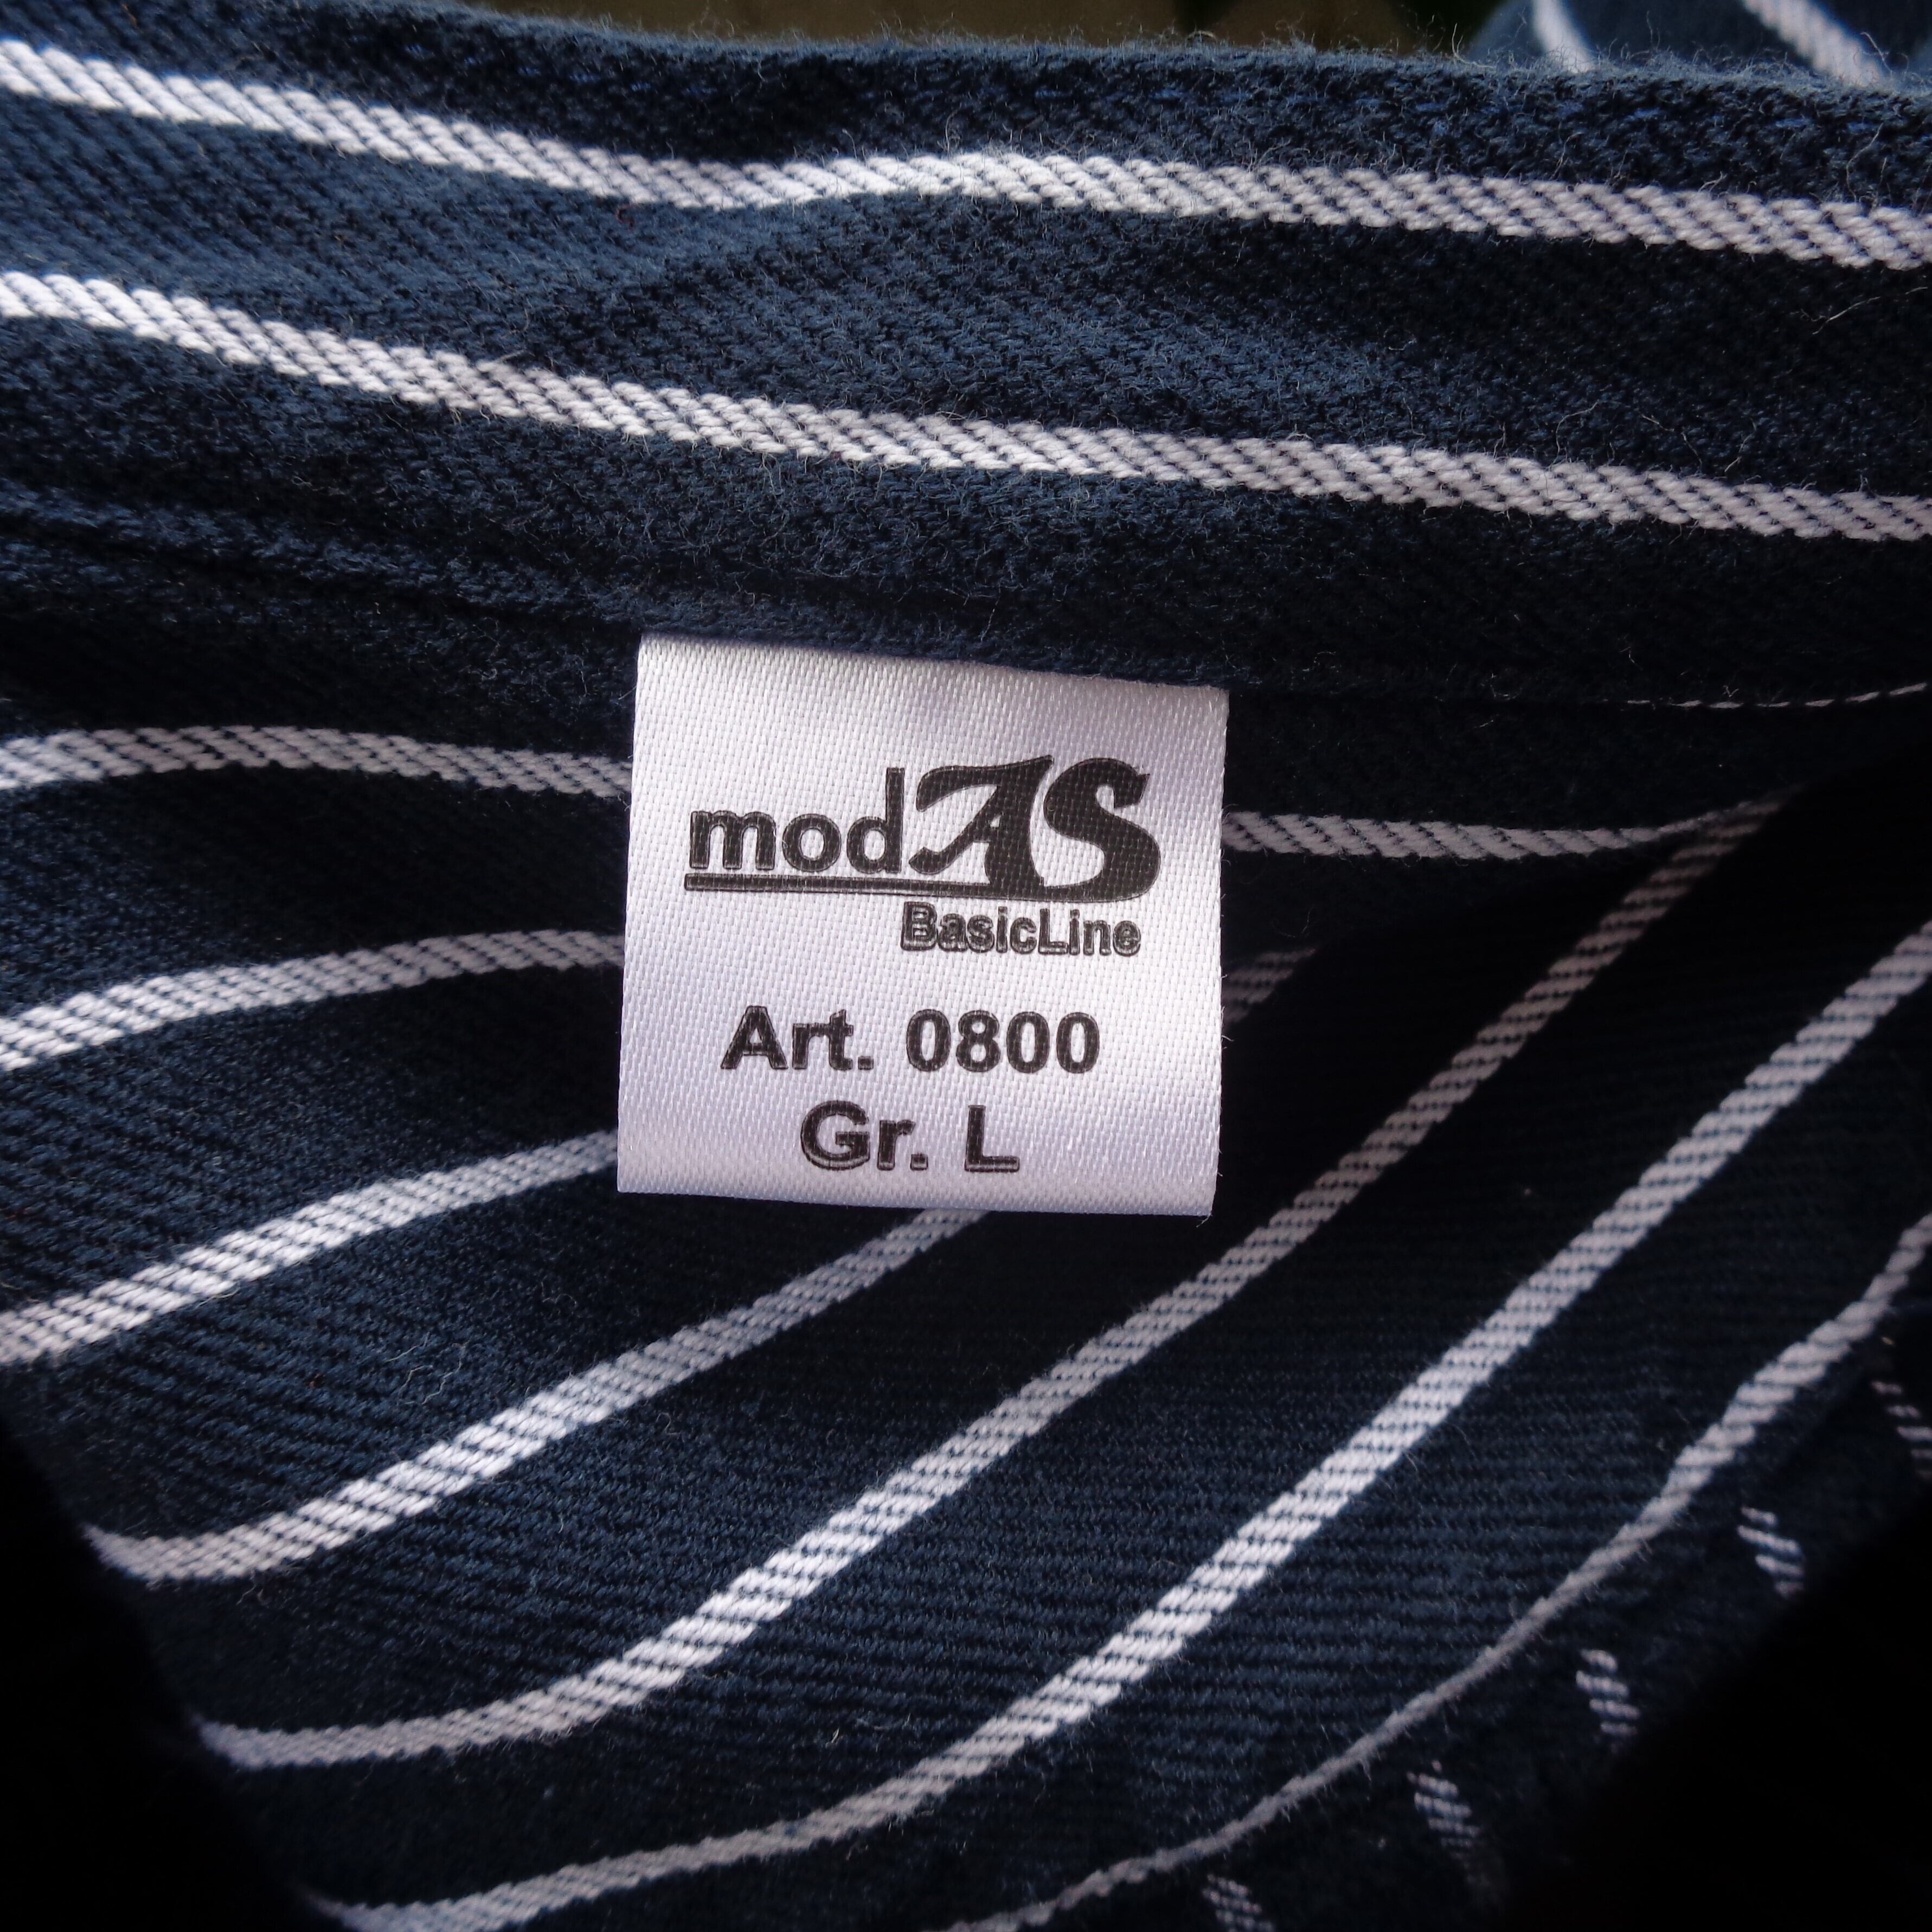 modAS
BasicLine
Art. 0800
Gr. L